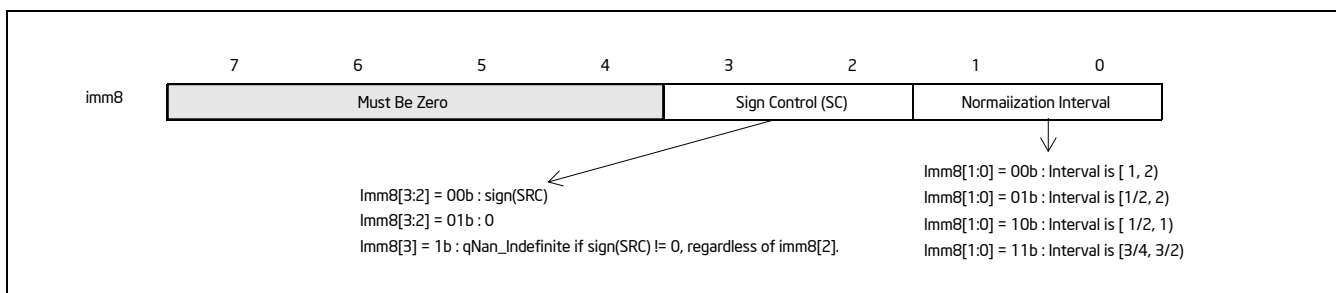 7 6 5 4 3 2 1 0
imm8 Must Be Zero Sign Control (SC) Normaiization Interval
Imm8[3:2] = 00b : sign(SRC)
Imm8[3:2] = 01b : 0
Imm8[3] = 1b : qNan_Indefinite if sign(SRC) != 0, regardless of imm8[2].
Imm8[1:0] = 00b : Interval is [ 1, 2)
Imm8[1:0] = 01b : Interval is [1/2, 2)
Imm8[1:0] = 10b : Interval is [ 1/2, 1)
Imm8[1:0] = 11b : Interval is [3/4, 3/2)